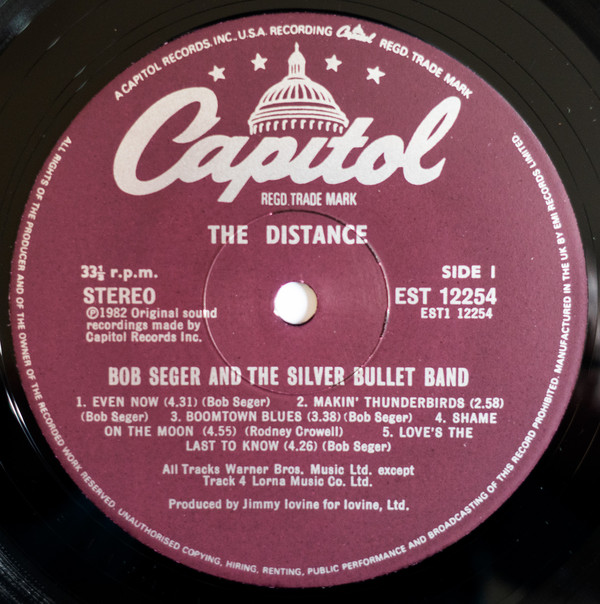 A CAPITOL RECORDS, INC., U.S.A. RECORDING Capitol REGD. TRADE MARK
Capitol
REGD. TRADE MARK
THE DISTANCE
33⅓ r.p.m.
SIDE 1
STEREO
EST 12254
EST1 12254
℗1982 Original sound
recordings made by
Capitol Records Inc.
BOB SEGER AND THE SILVER BULLET BAND
1. EVEN NOW (4.31) (Bob Seger) 2. MAKIN' THUNDERBIRDS (2.58)
(Bob Seger) 3. BOOMTOWN BLUES (3.38) (Bob Seger) 4. SHAME
ON THE MOON (4.55) (Rodney Crowell) 5. LOVE'S THE
LAST TO KNOW (4.26) (Bob Seger)
All Tracks Warner Bros. Music Ltd. except
Track 4 Lorna Music Co. Ltd.
Produced by Jimmy Iovine for Iovine, Ltd.
ALL RIGHTS OF THE PRODUCER AND OF THE OWNER OF THE RECORDED WORK RESERVED. UNAUTHORISED COPYING, HIRING, RENTING, PUBLIC PERFORMANCE AND BROADCASTING OF THIS RECORD PROHIBITED. MANUFACTURED IN THE UK BY EMI RECORDS LIMITED.